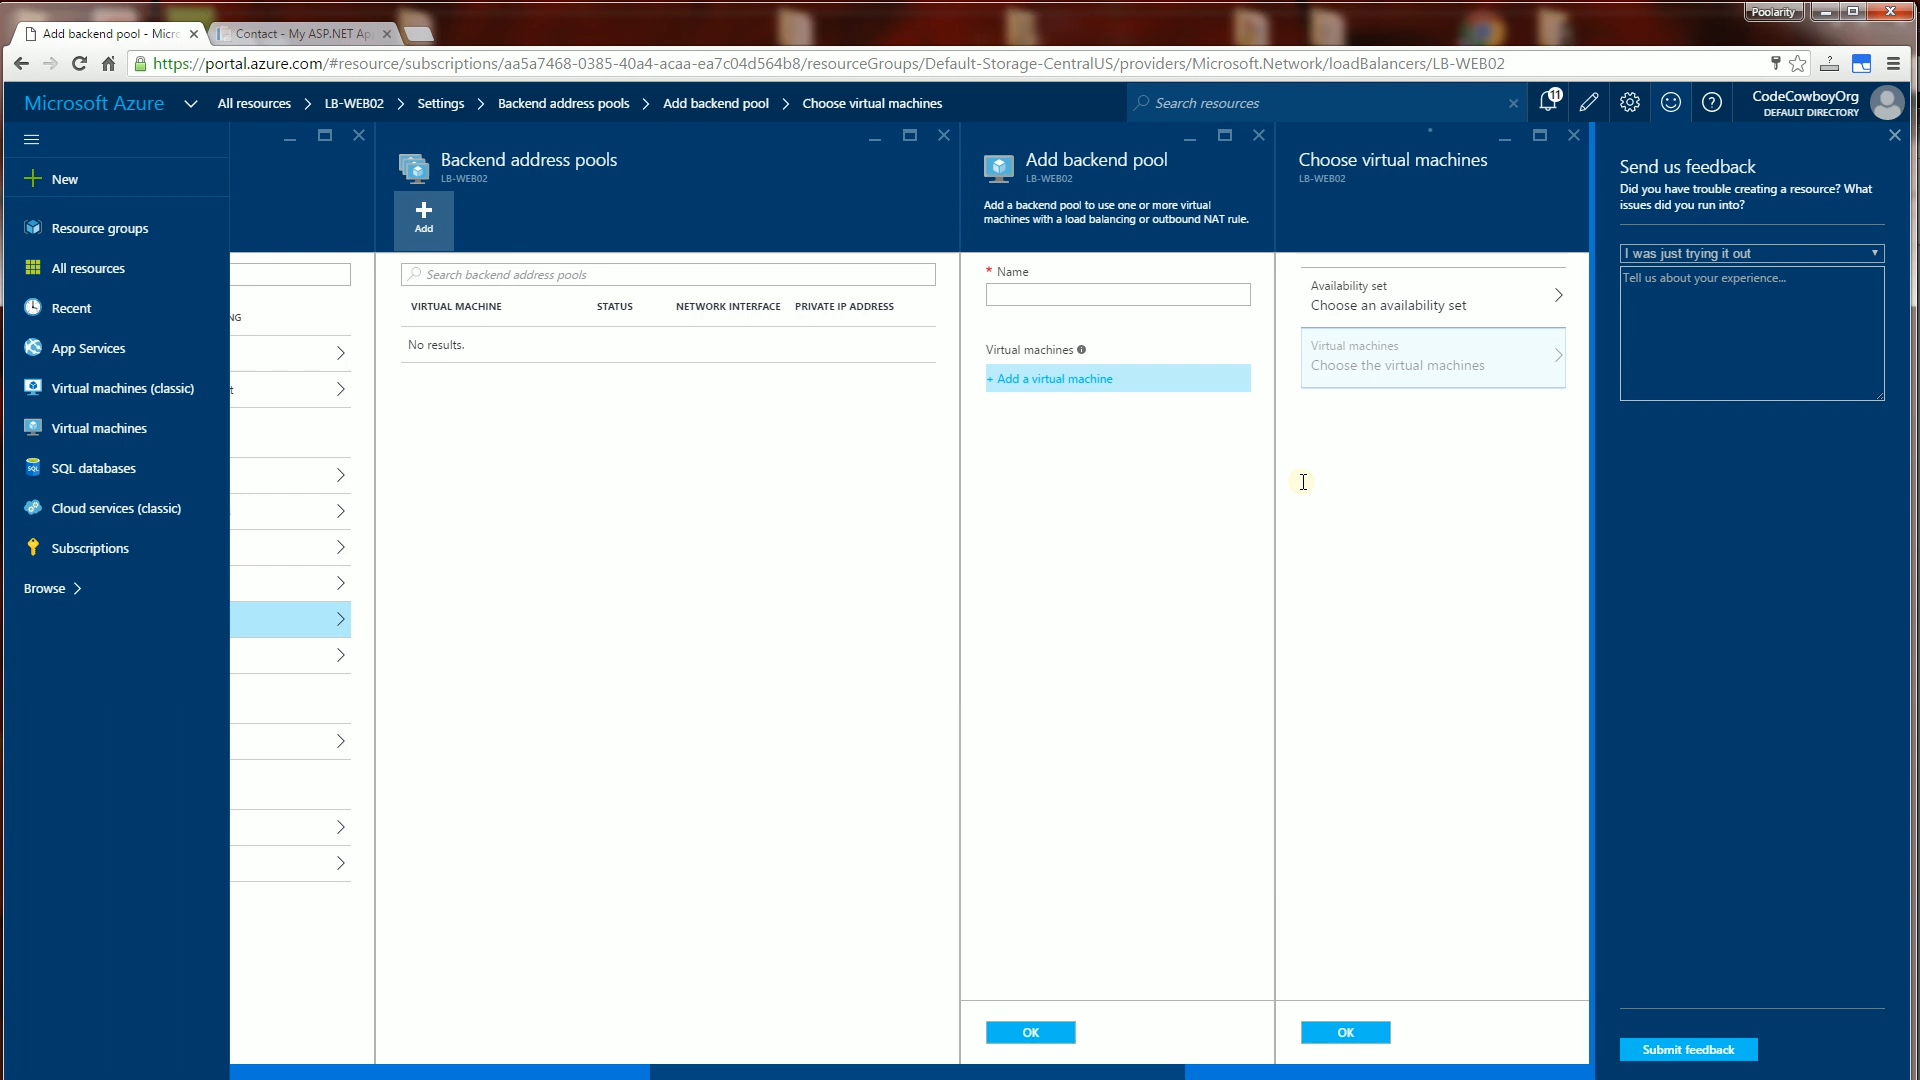 Poolarity
Add backend pool - Micro
Contact - My ASP.NET Ap
https://portal.azure.com/#resource/subscriptions/aa5a7468-0385-40a4-acaa-ea7c04d564b8/resourceGroups/Default-Storage-CentralUS/providers/Microsoft.Network/loadBalancers/LB-WEB02
Microsoft Azure
All resources
LB-WEB02
Settings
Backend address pools
Add backend pool
Choose virtual machines
Search resources
11
CodeCowboyOrg
DEFAULT DIRECTORY
New
Resource groups
All resources
Recent
App Services
Virtual machines (classic)
Virtual machines
SQL databases
Cloud services (classic)
Subscriptions
Browse
NG
t
Backend address pools
LB-WEB02
Add
Search backend address pools
VIRTUAL MACHINE STATUS NETWORK INTERFACE PRIVATE IP ADDRESS
No results.
Add backend pool
LB-WEB02
Add a backend pool to use one or more virtual
machines with a load balancing or outbound NAT rule.
* Name
Virtual machines
+ Add a virtual machine
OK
Choose virtual machines
LB-WEB02
Availability set
Choose an availability set
Virtual machines
Choose the virtual machines
OK
Send us feedback
Did you have trouble creating a resource? What
issues did you run into?
I was just trying it out
Tell us about your experience...
Submit feedback